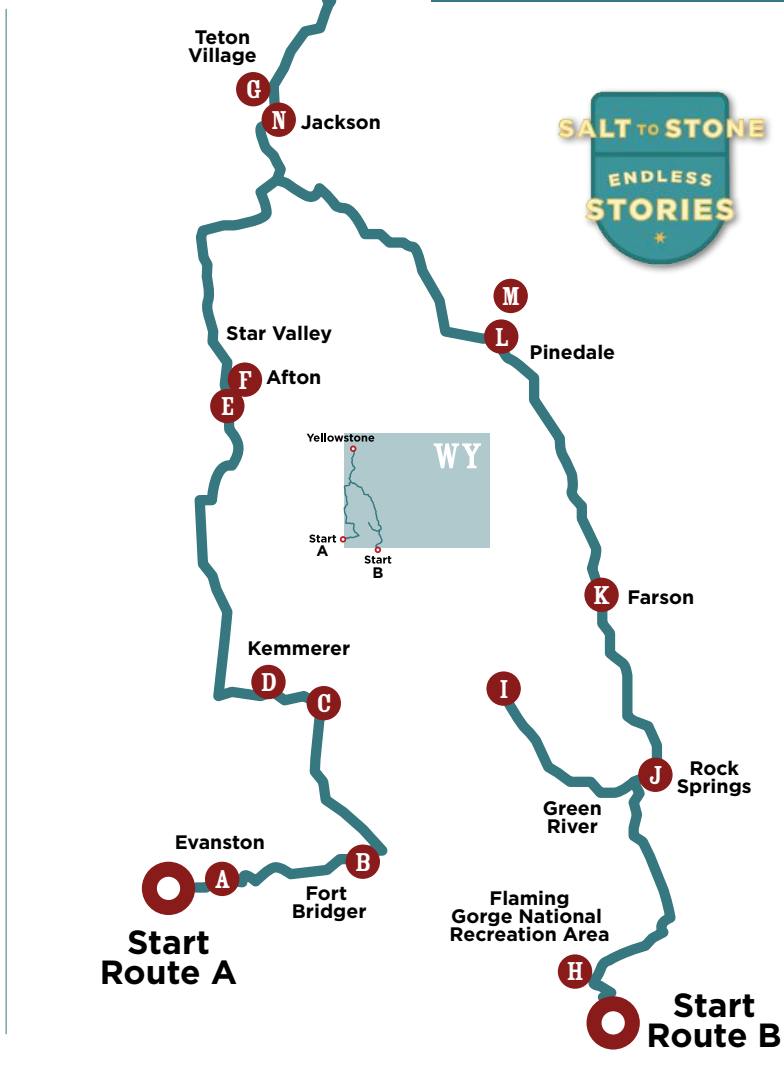 Teton
Village
G
N
Jackson
SALT TO STONE
ENDLESS
STORIES
M
L
Pinedale
Star Valley
F
Afton
E
Yellowstone
WY
Start
A
Start
B
K
Farson
Kemmerer
D
C
I
J
Rock
Springs
Green
River
Evanston
A
B
Fort
Bridger
Start
Route A
Flaming
Gorge National
Recreation Area
H
Start
Route B